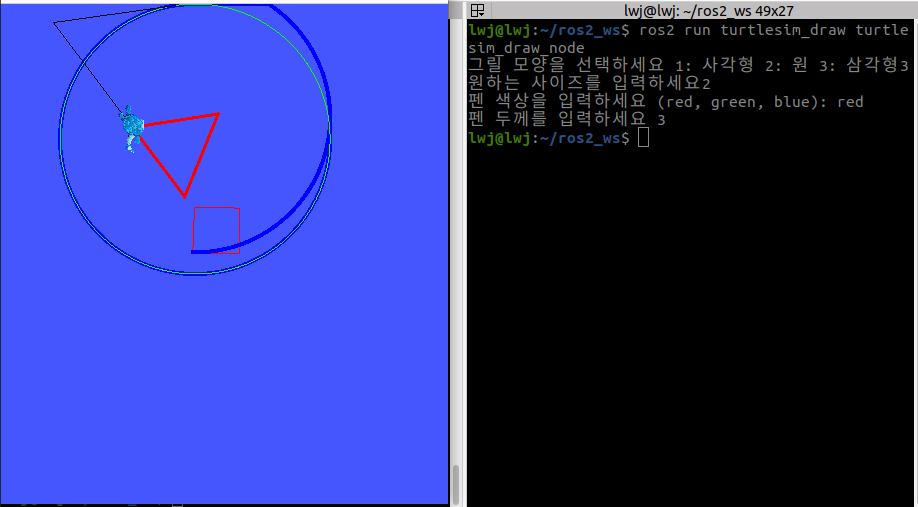 lwj@lwj: ~/ros2_ws 49x27
lwj@lwj:~/ros2_ws$ ros2 run turtlesim_draw turtle
sim_draw_node
그릴 모양을 선택하세요 1: 사각형 2: 원 3: 삼각형3
원하는 사이즈를 입력하세요2
펜 색상을 입력하세요 (red, green, blue): red
펜 두께를 입력하세요 3
lwj@lwj:~/ros2_ws$